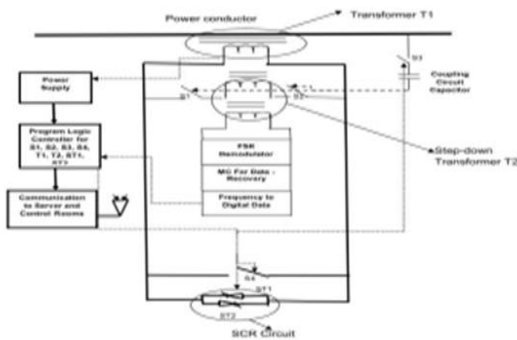 Power conductor
Transformer T1
S3
Coupling
Circuit
Capacitor
Power
Supply
S1
S2
Program Logic
Controller for
S1, S2, S3, S4,
T1, T2, ST1,
ST2
FSK
Demodulator
MC For Data -
Recovery
Frequency to
Digital Data
Step-down
Transformer T2
Communication
to Server and
Control Rooms
S4
ST1
ST2
SCR Circuit